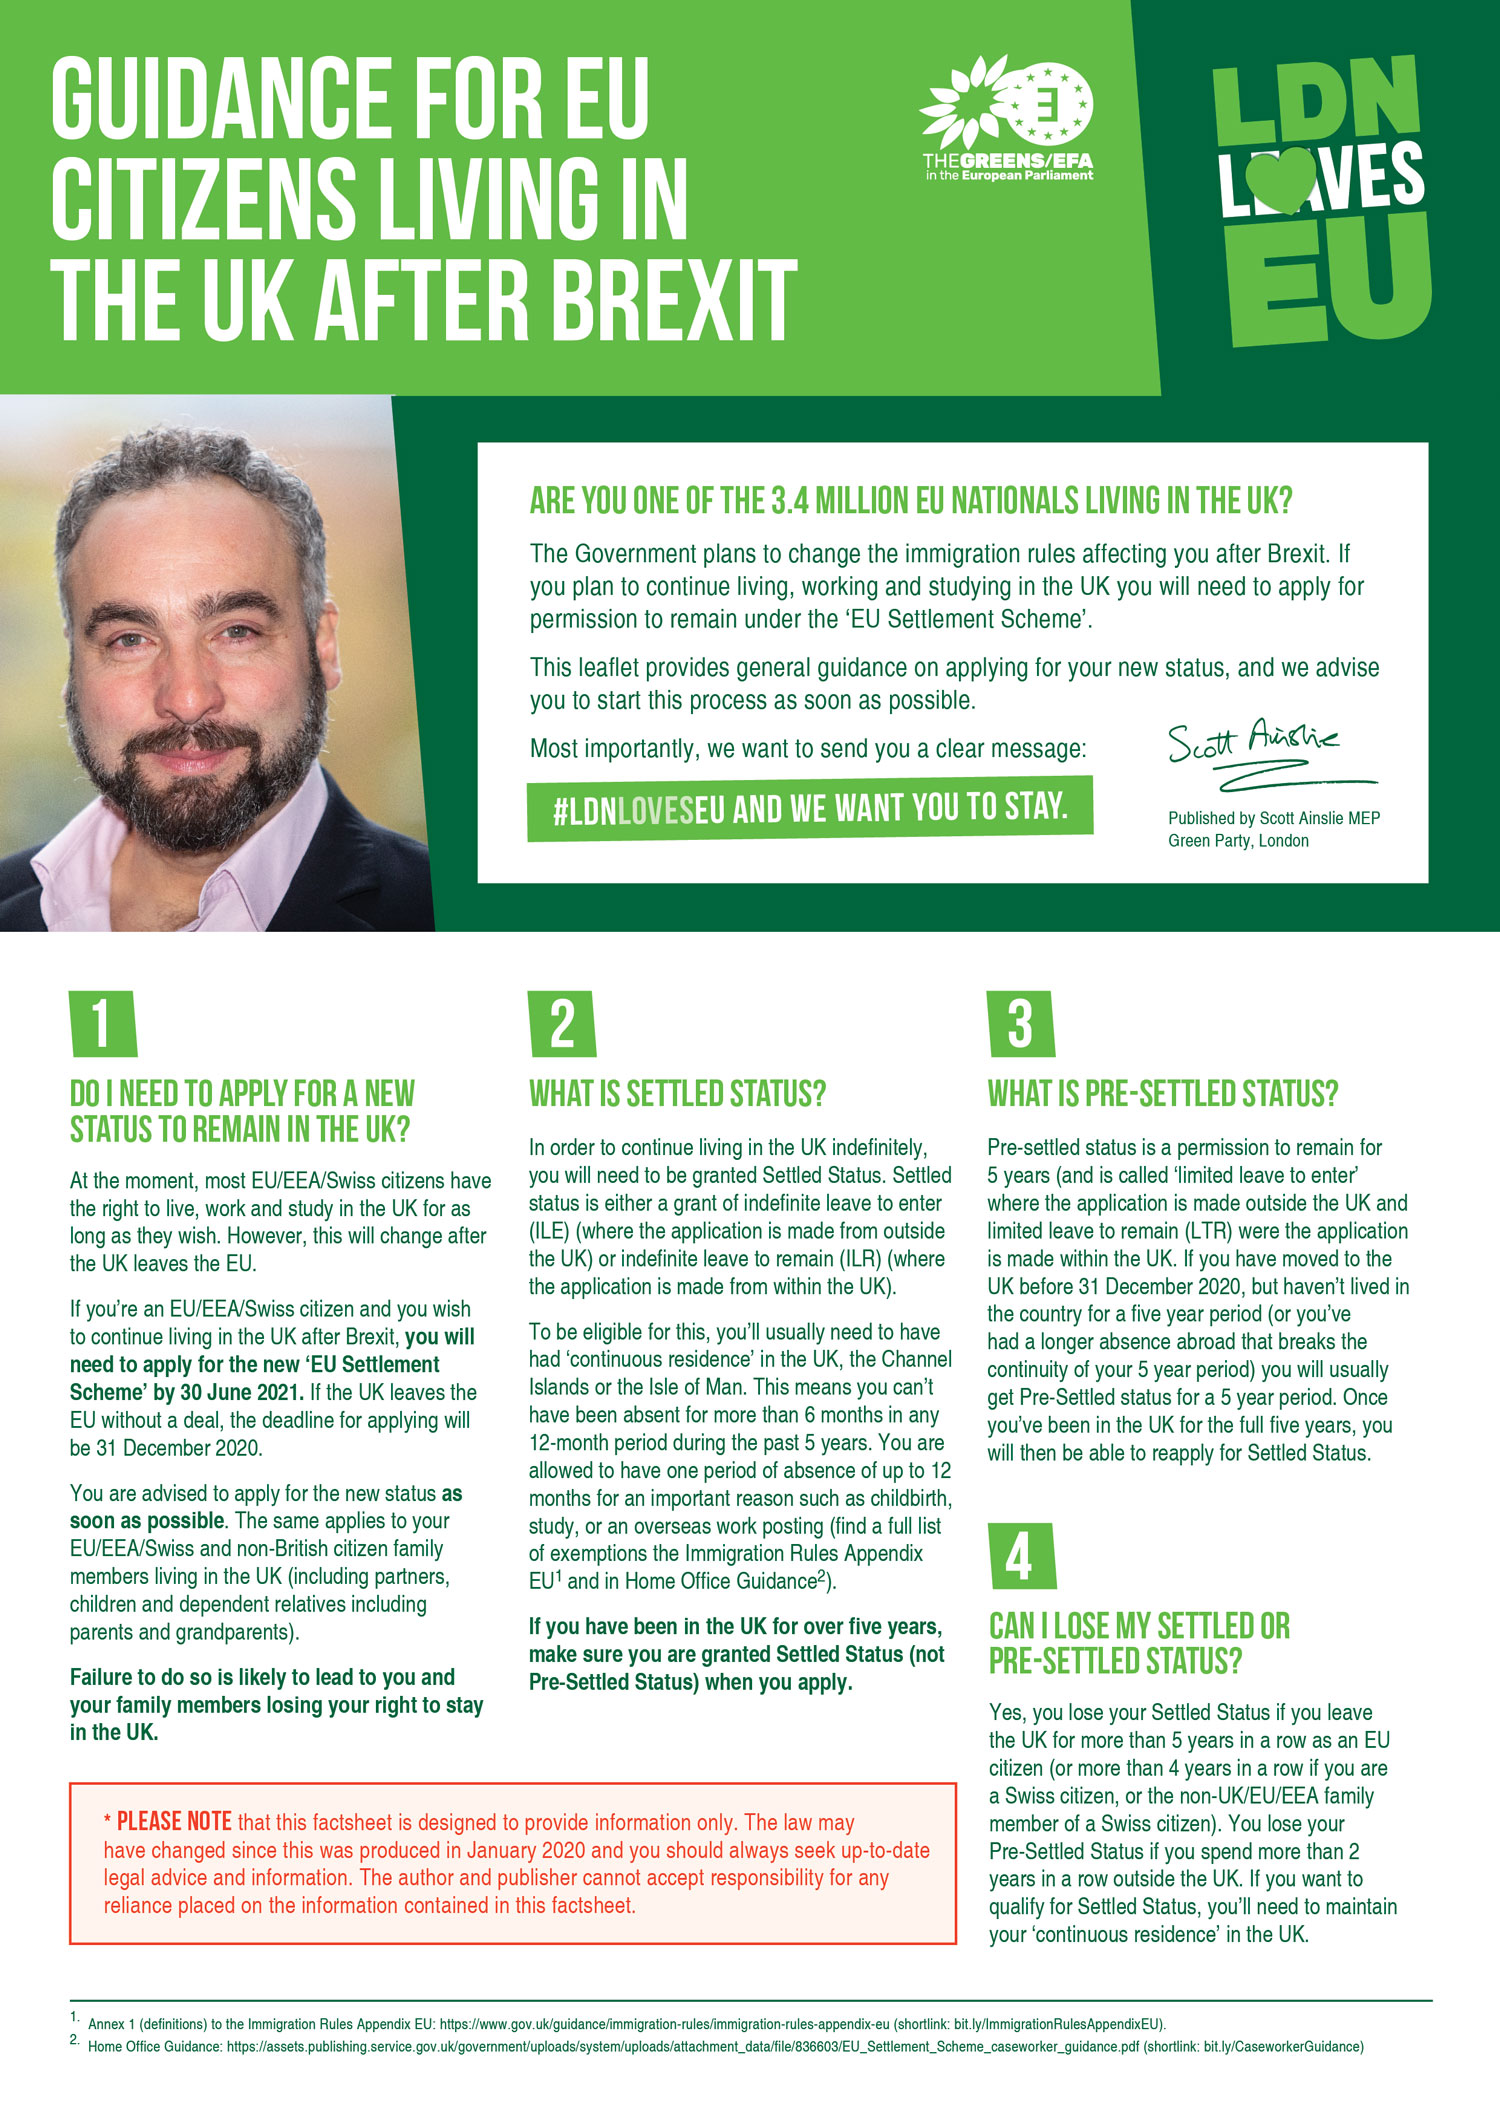 GUIDANCE FOR EU
CITIZENS LIVING IN
THE UK AFTER BREXIT
THE GREENS/EFA
in the European Parliament
LDN
LEAVES
EU
ARE YOU ONE OF THE 3.4 MILLION EU NATIONALS LIVING IN THE UK?
The Government plans to change the immigration rules affecting you after Brexit. If
you plan to continue living, working and studying in the UK you will need to apply for
permission to remain under the ‘EU Settlement Scheme’.
This leaflet provides general guidance on applying for your new status, and we advise
you to start this process as soon as possible.
Most importantly, we want to send you a clear message:
#LDNLOVESEU AND WE WANT YOU TO STAY.
Scott Ainslie
Published by Scott Ainslie MEP
Green Party, London
1
DO I NEED TO APPLY FOR A NEW
STATUS TO REMAIN IN THE UK?
At the moment, most EU/EEA/Swiss citizens have
the right to live, work and study in the UK for as
long as they wish. However, this will change after
the UK leaves the EU.
If you’re an EU/EEA/Swiss citizen and you wish
to continue living in the UK after Brexit, you will
need to apply for the new ‘EU Settlement
Scheme’ by 30 June 2021. If the UK leaves the
EU without a deal, the deadline for applying will
be 31 December 2020.
You are advised to apply for the new status as
soon as possible. The same applies to your
EU/EEA/Swiss and non-British citizen family
members living in the UK (including partners,
children and dependent relatives including
parents and grandparents).
Failure to do so is likely to lead to you and
your family members losing your right to stay
in the UK.
2
WHAT IS SETTLED STATUS?
In order to continue living in the UK indefinitely,
you will need to be granted Settled Status. Settled
status is either a grant of indefinite leave to enter
(ILE) (where the application is made from outside
the UK) or indefinite leave to remain (ILR) (where
the application is made from within the UK).
To be eligible for this, you’ll usually need to have
had ‘continuous residence’ in the UK, the Channel
Islands or the Isle of Man. This means you can’t
have been absent for more than 6 months in any
12-month period during the past 5 years. You are
allowed to have one period of absence of up to 12
months for an important reason such as childbirth,
study, or an overseas work posting (find a full list
of exemptions the Immigration Rules Appendix
EU1 and in Home Office Guidance2).
If you have been in the UK for over five years,
make sure you are granted Settled Status (not
Pre-Settled Status) when you apply.
3
WHAT IS PRE-SETTLED STATUS?
Pre-settled status is a permission to remain for
5 years (and is called ‘limited leave to enter’
where the application is made outside the UK and
limited leave to remain (LTR) were the application
is made within the UK. If you have moved to the
UK before 31 December 2020, but haven’t lived in
the country for a five year period (or you’ve
had a longer absence abroad that breaks the
continuity of your 5 year period) you will usually
get Pre-Settled status for a 5 year period. Once
you’ve been in the UK for the full five years, you
will then be able to reapply for Settled Status.
4
CAN I LOSE MY SETTLED OR
PRE-SETTLED STATUS?
Yes, you lose your Settled Status if you leave
the UK for more than 5 years in a row as an EU
citizen (or more than 4 years in a row if you are
a Swiss citizen, or the non-UK/EU/EEA family
member of a Swiss citizen). You lose your
Pre-Settled Status if you spend more than 2
years in a row outside the UK. If you want to
qualify for Settled Status, you’ll need to maintain
your ‘continuous residence’ in the UK.
* PLEASE NOTE that this factsheet is designed to provide information only. The law may
have changed since this was produced in January 2020 and you should always seek up-to-date
legal advice and information. The author and publisher cannot accept responsibility for any
reliance placed on the information contained in this factsheet.
1. Annex 1 (definitions) to the Immigration Rules Appendix EU: https://www.gov.uk/guidance/immigration-rules/immigration-rules-appendix-eu (shortlink: bit.ly/ImmigrationRulesAppendixEU).
2. Home Office Guidance: https://assets.publishing.service.gov.uk/government/uploads/system/uploads/attachment_data/file/836603/EU_Settlement_Scheme_caseworker_guidance.pdf (shortlink: bit.ly/CaseworkerGuidance)